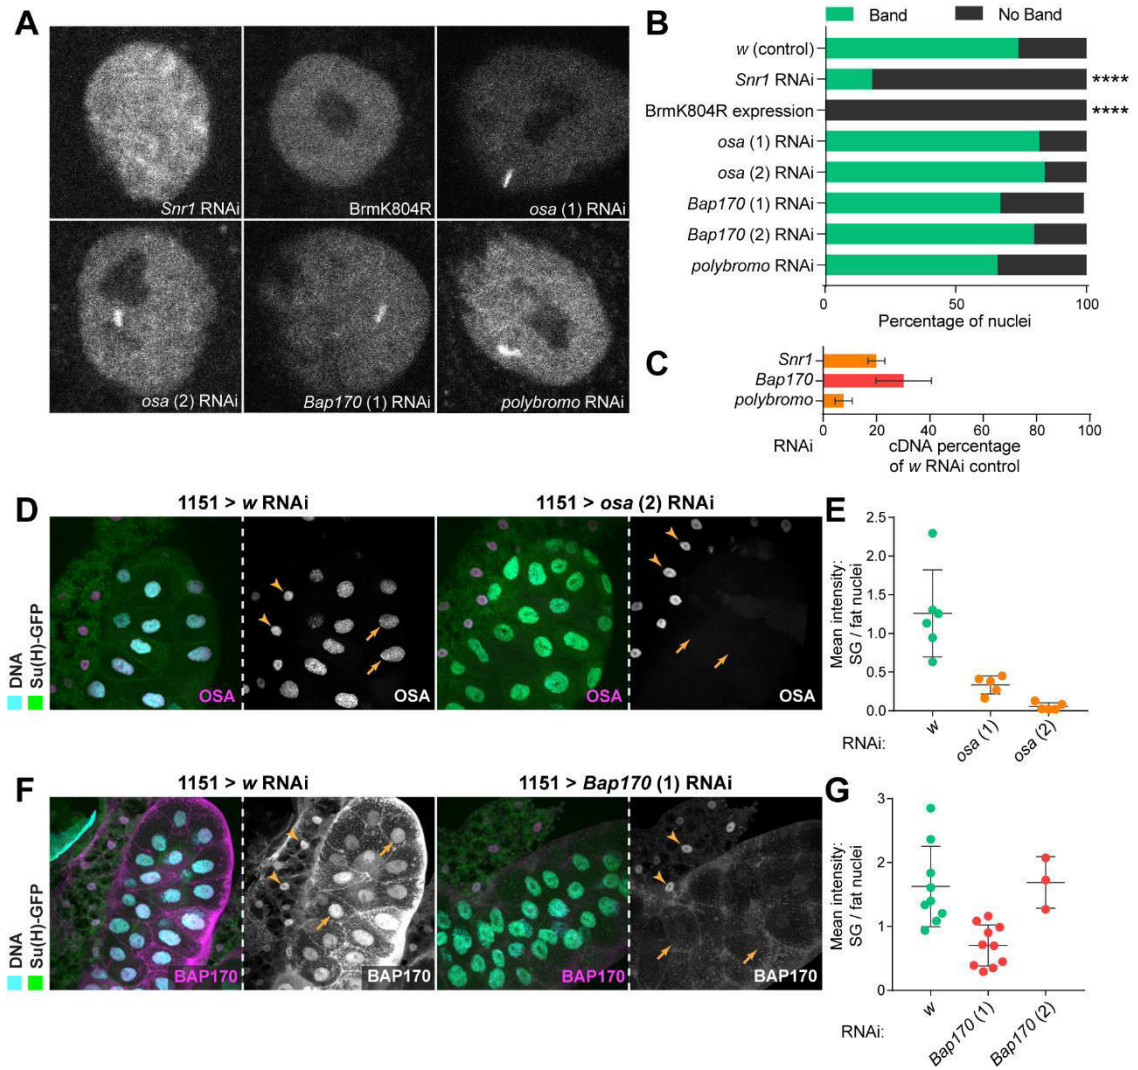 A
Snr1 RNAi
BrmK804R
osa (1) RNAi
osa (2) RNAi
Bap170 (1) RNAi
polybromo RNAi
B
Band
No Band
w (control)
Snr1 RNAi
****
BrmK804R expression
****
osa (1) RNAi
osa (2) RNAi
Bap170 (1) RNAi
Bap170 (2) RNAi
polybromo RNAi
0
50
100
Percentage of nuclei
C
Snr1
Bap170
polybromo
0
20
40
60
80
100
RNAi
cDNA percentage
of w RNAi control
D
1151 > w RNAi
1151 > osa (2) RNAi
DNA
Su(H)-GFP
OSA
OSA
OSA
OSA
E
Mean intensity:
SG / fat nuclei
2.5
2.0
1.5
1.0
0.5
0.0
RNAi:
w
osa (1)
osa (2)
F
1151 > w RNAi
1151 > Bap170 (1) RNAi
DNA
Su(H)-GFP
BAP170
BAP170
BAP170
BAP170
G
Mean intensity:
SG / fat nuclei
3
2
1
0
RNAi:
w
Bap170 (1)
Bap170 (2)